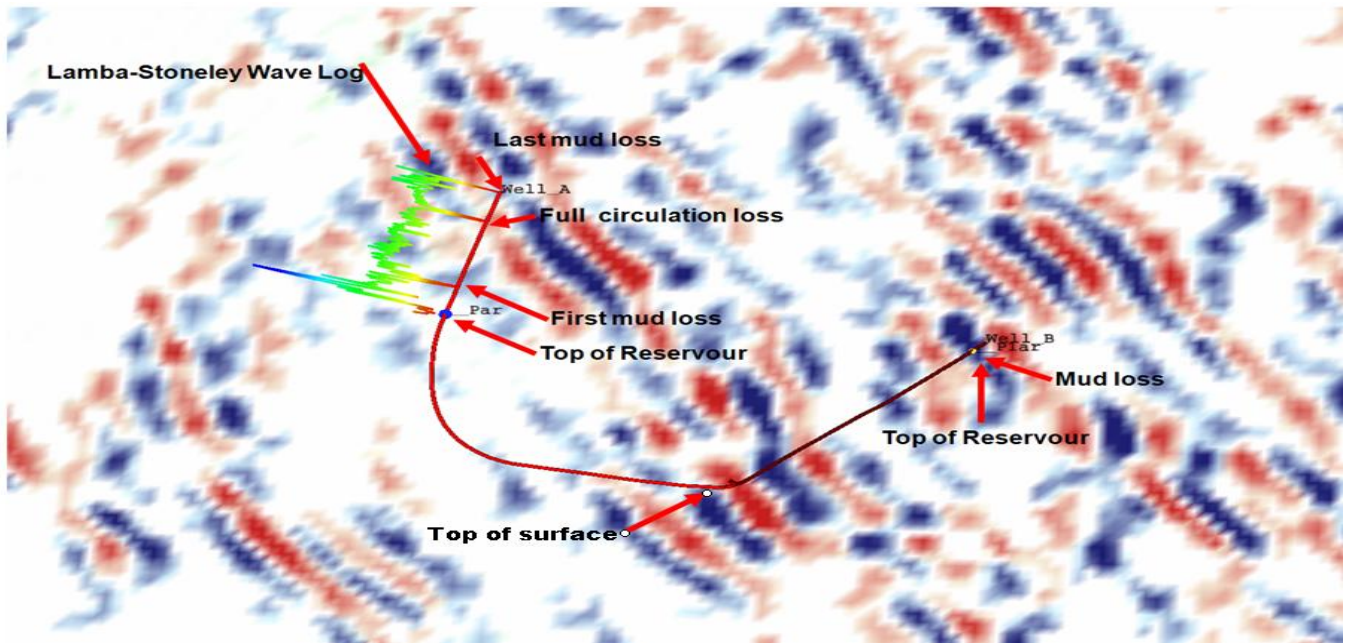 Lamba-Stoneley Wave Log
Last mud loss
Well_A
Full circulation loss
Par
First mud loss
Top of Reservour
Well_B
Mud loss
Top of Reservour
Top of surface